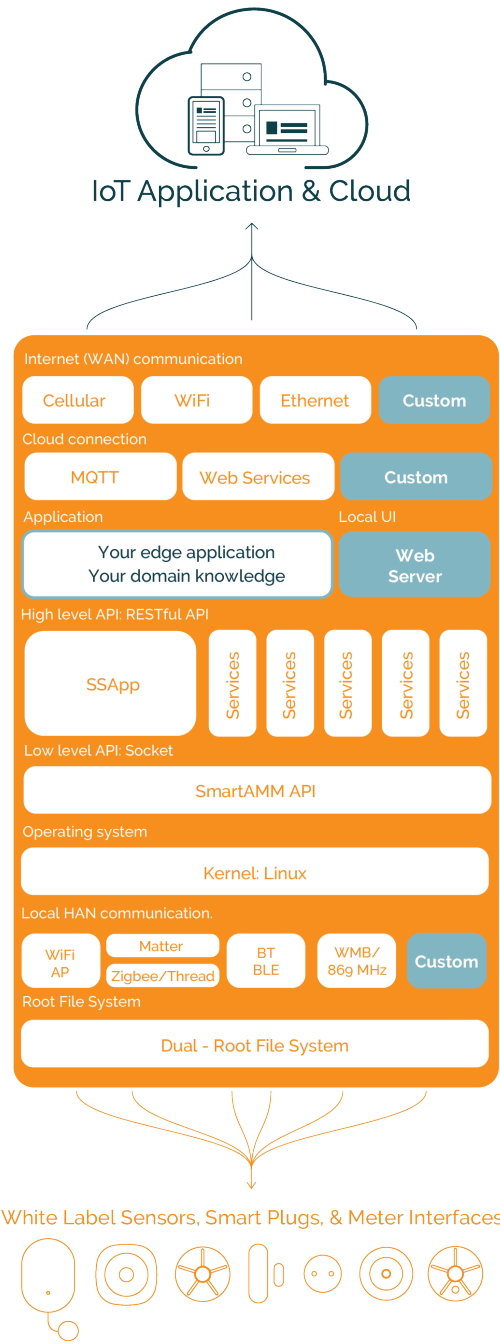 IoT Application & Cloud
Internet (WAN) communication
Cellular
WiFi
Ethernet
Custom
Cloud connection
MQTT
Web Services
Custom
Application
Local UI
Your edge application
Your domain knowledge
Web
Server
High level API: RESTful API
SSApp
Services
Services
Services
Services
Services
Low level API: Socket
SmartAMM API
Operating system
Kernel: Linux
Local HAN communication.
WiFi
AP
Matter
Zigbee/Thread
BT
BLE
WMB/
869 MHz
Custom
Root File System
Dual - Root File System
White Label Sensors, Smart Plugs, & Meter Interfaces